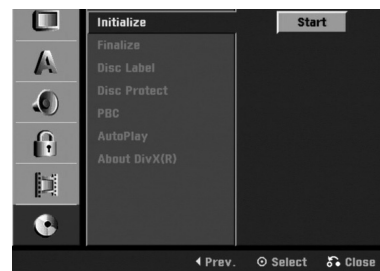 Initialize
Start
Finalize
Disc Label
Disc Protect
PBC
AutoPlay
About DivX(R)
Prev.
Select
Close